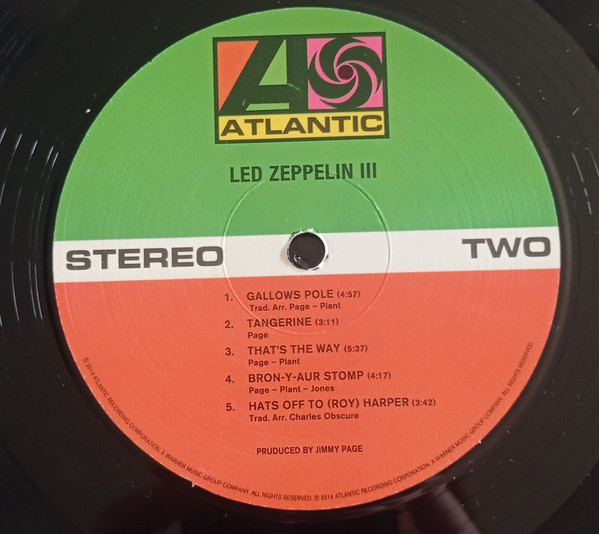 ATLANTIC
LED ZEPPELIN III
STEREO
TWO
1. GALLOWS POLE (4:57)
Trad. Arr. Page – Plant
2. TANGERINE (3:11)
Page
3. THAT'S THE WAY (5:37)
Page – Plant
4. BRON-Y-AUR STOMP (4:17)
Page – Plant – Jones
5. HATS OFF TO (ROY) HARPER (3:42)
Trad. Arr. Charles Obscure
PRODUCED BY JIMMY PAGE
℗ 2014 ATLANTIC RECORDING CORPORATION, A WARNER MUSIC GROUP COMPANY. ALL RIGHTS RESERVED. ℗ 2014 ATLANTIC RECORDING CORPORATION, A WARNER MUSIC GROUP COMPANY. ALL RIGHTS RESERVED.